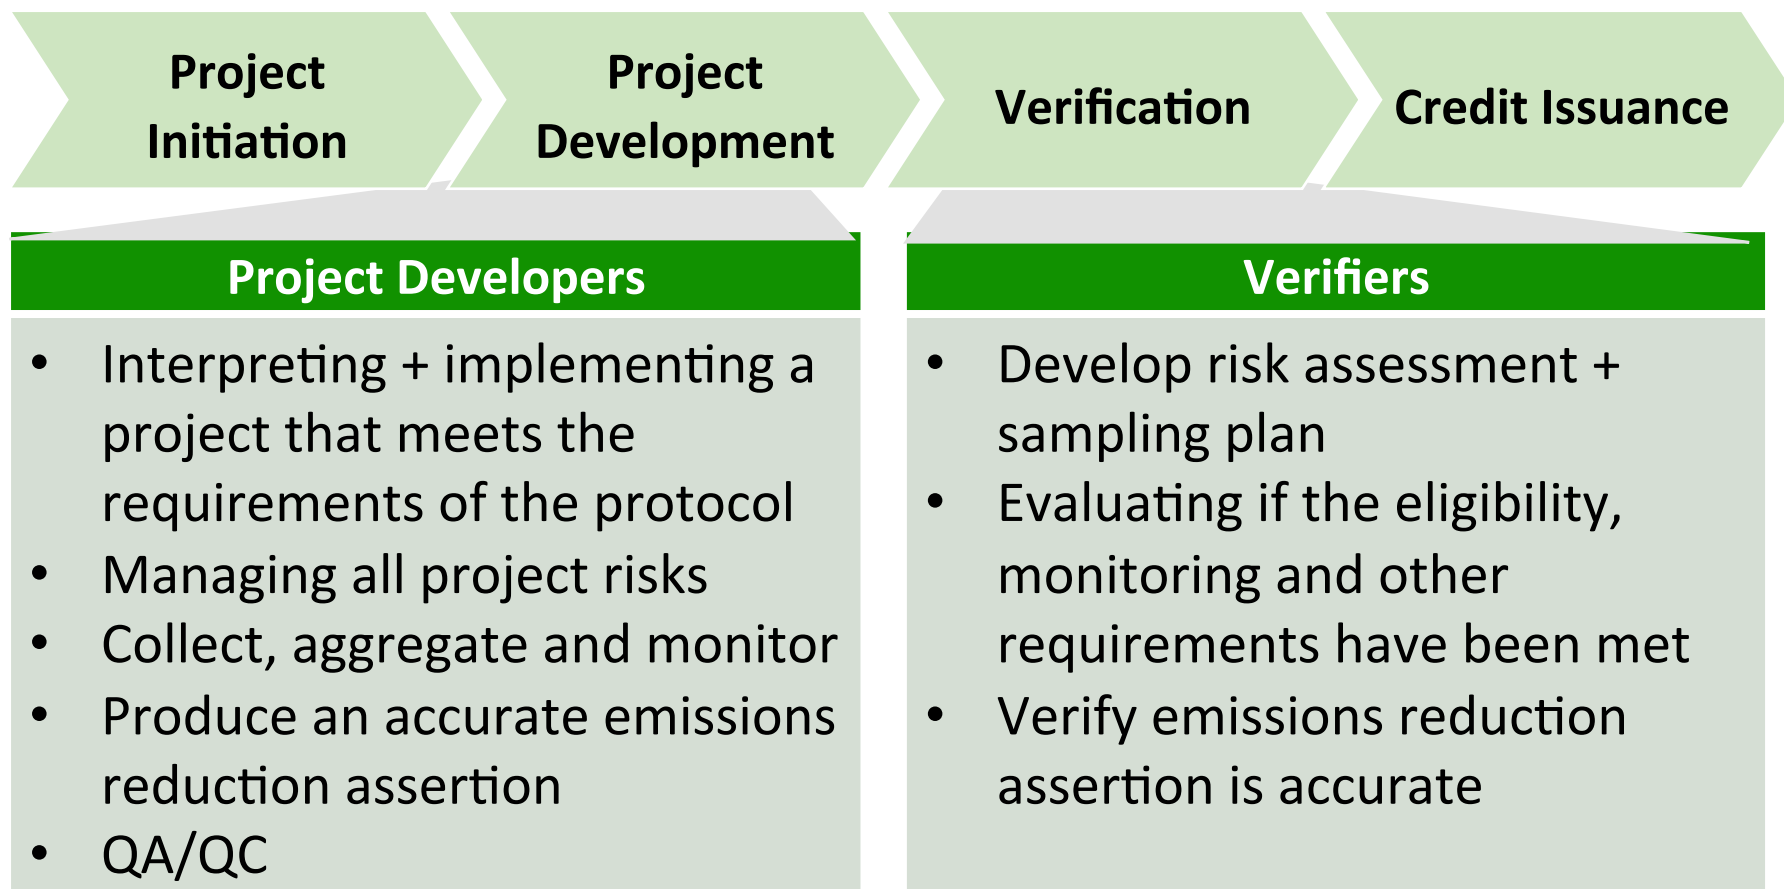 Project
Initiation
Project
Development
Verification
Credit Issuance
Project Developers
• Interpreting + implementing a
project that meets the
requirements of the protocol
• Managing all project risks
• Collect, aggregate and monitor
• Produce an accurate emissions
reduction assertion
• QA/QC
Verifiers
• Develop risk assessment +
sampling plan
• Evaluating if the eligibility,
monitoring and other
requirements have been met
• Verify emissions reduction
assertion is accurate